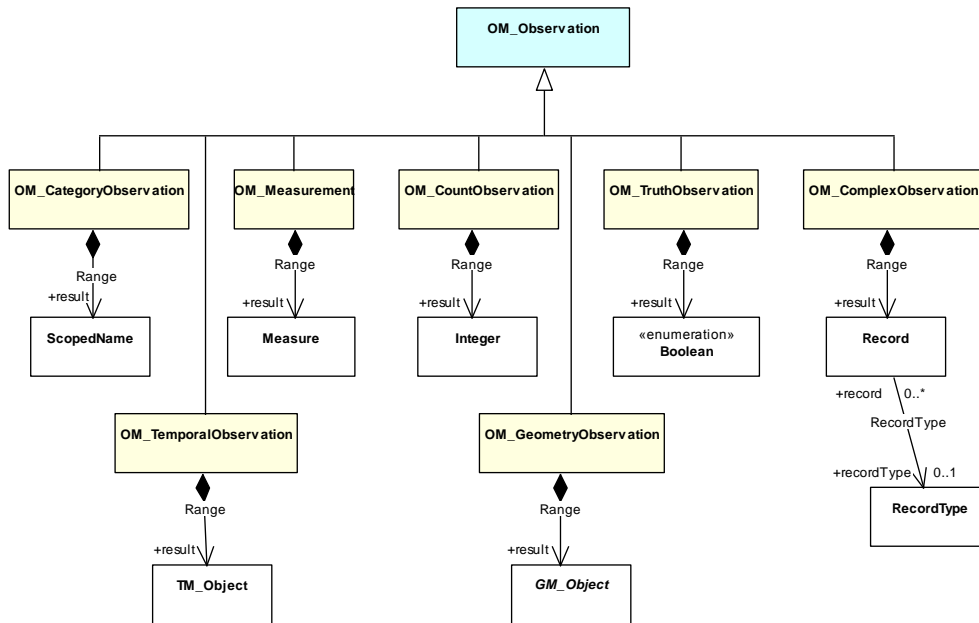 OM_Observation
OM_CategoryObservation
OM_Measurement
OM_CountObservation
OM_TruthObservation
OM_ComplexObservation
Range
Range
Range
Range
Range
+result
+result
+result
+result
+result
ScopedName
Measure
Integer
«enumeration»
Boolean
Record
+record 0..*
RecordType
+recordType 0..1
RecordType
OM_TemporalObservation
OM_GeometryObservation
Range
Range
+result
+result
TM_Object
GM_Object